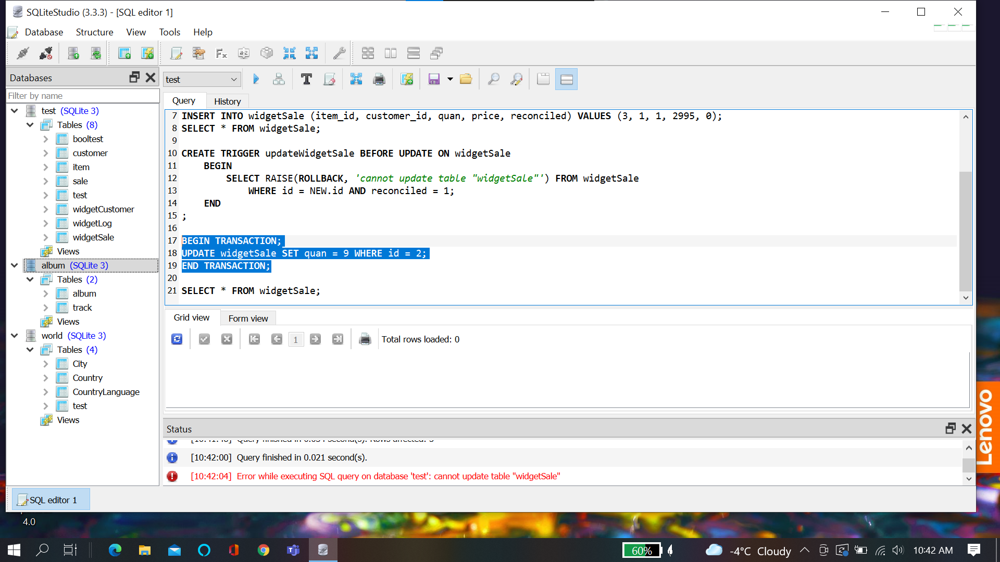 SQLiteStudio (3.3.3) - [SQL editor 1]
Database Structure View Tools Help
Databases
Filter by name
test (SQLite 3)
Tables (8)
booltest
customer
item
sale
test
widgetCustomer
widgetLog
widgetSale
Views
album (SQLite 3)
Tables (2)
album
track
Views
world (SQLite 3)
Tables (4)
City
Country
CountryLanguage
test
Views
test
Query History
7 INSERT INTO widgetSale (item_id, customer_id, quan, price, reconciled) VALUES (3, 1, 1, 2995, 0);
8 SELECT * FROM widgetSale;
9
10 CREATE TRIGGER updateWidgetSale BEFORE UPDATE ON widgetSale
11 BEGIN
12 SELECT RAISE(ROLLBACK, 'cannot update table "widgetSale"') FROM widgetSale
13 WHERE id = NEW.id AND reconciled = 1;
14 END
15 ;
16
17 BEGIN TRANSACTION;
18 UPDATE widgetSale SET quan = 9 WHERE id = 2;
19 END TRANSACTION;
20
21 SELECT * FROM widgetSale;
Grid view Form view
1 Total rows loaded: 0
Status
[10:42:00] Query finished in 0.021 second(s).
[10:42:04] Error while executing SQL query on database 'test': cannot update table "widgetSale"
SQL editor 1
4.0
Lenovo
60% -4°C Cloudy 10:42 AM